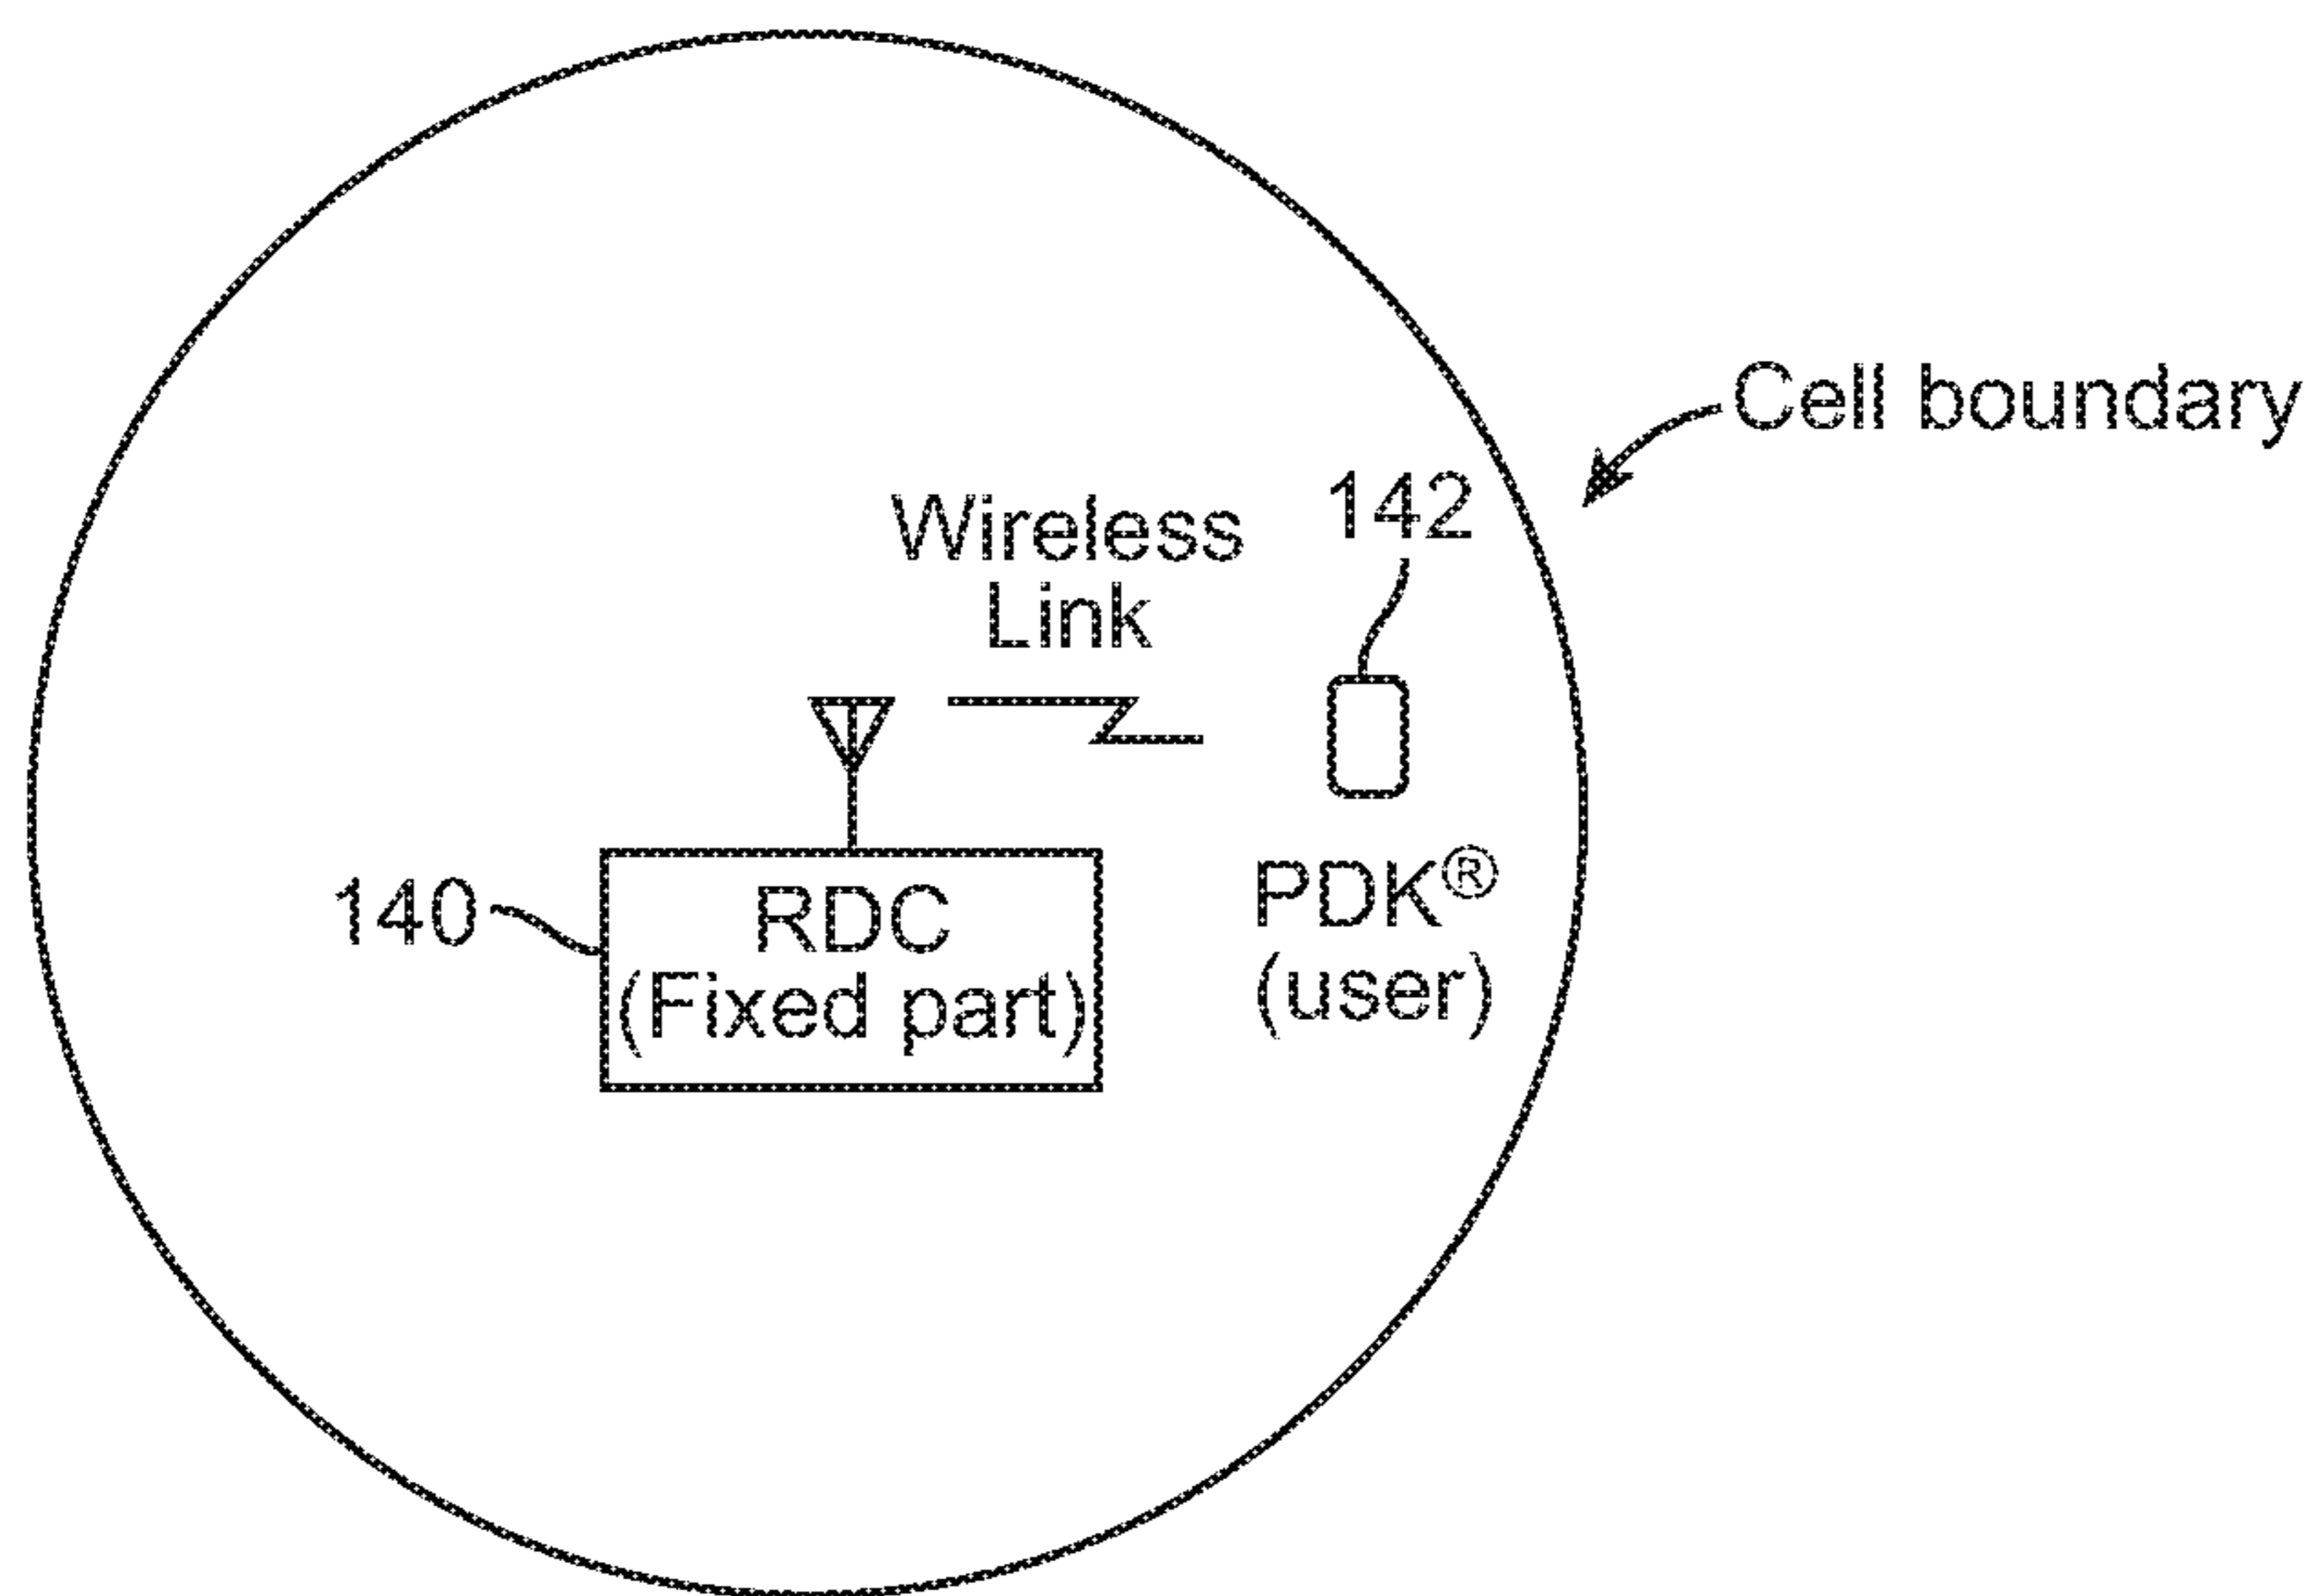 Cell boundary
Wireless
Link
142
140
RDC
(Fixed part)
PDK®
(user)